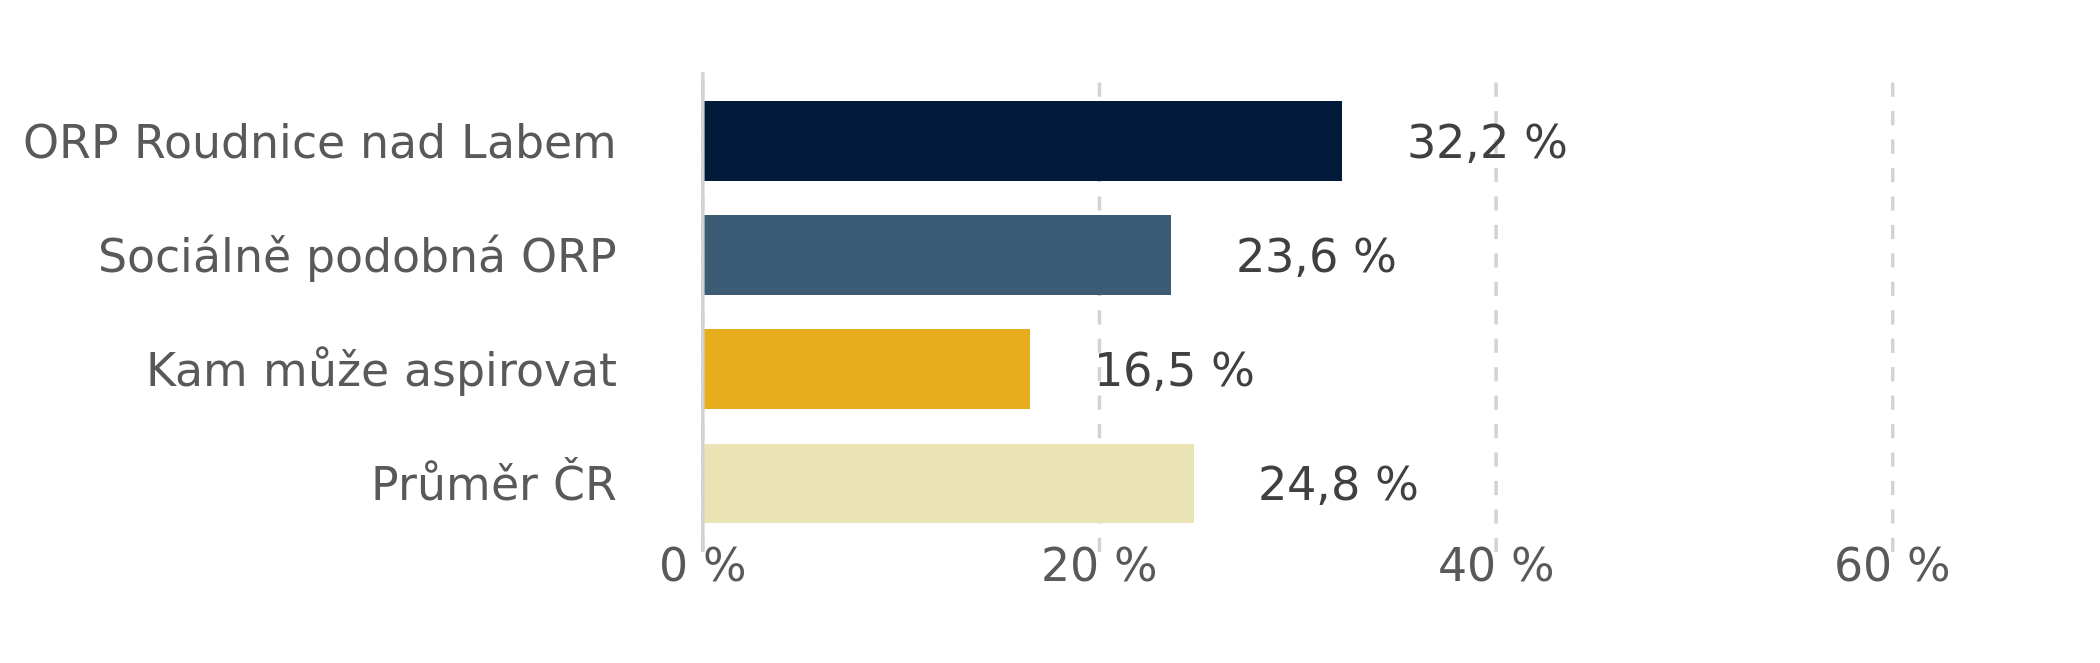 ORP Roudnice nad Labem
32,2 %
Sociálně podobná ORP
23,6 %
Kam může aspirovat
16,5 %
Průměr ČR
24,8 %
0 %
20 %
40 %
60 %